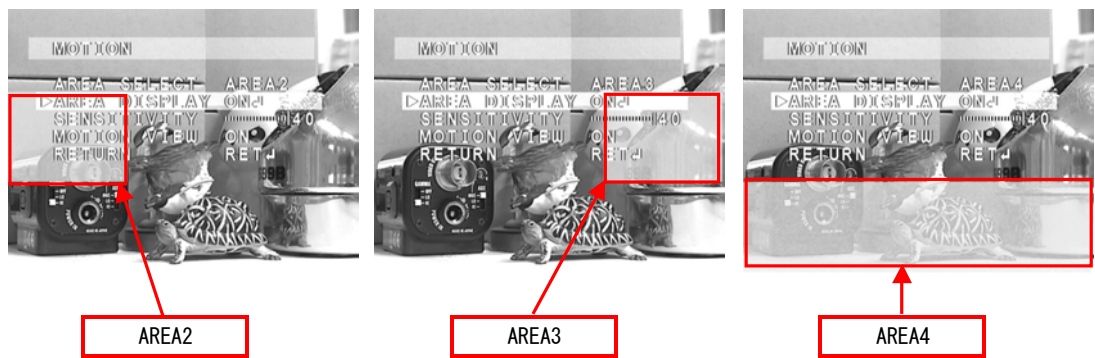 MOTION
AREA SELECT AREA2
▷AREA DISPLAY ON↲
SENSITIVITY 40
MOTION VIEW ON
RETURN RET↲
MOTION
AREA SELECT AREA3
▷AREA DISPLAY ON↲
SENSITIVITY 40
MOTION VIEW ON
RETURN RET↲
MOTION
AREA SELECT AREA4
▷AREA DISPLAY ON↲
SENSITIVITY 40
MOTION VIEW ON
RETURN RET↲
AREA2
AREA3
AREA4